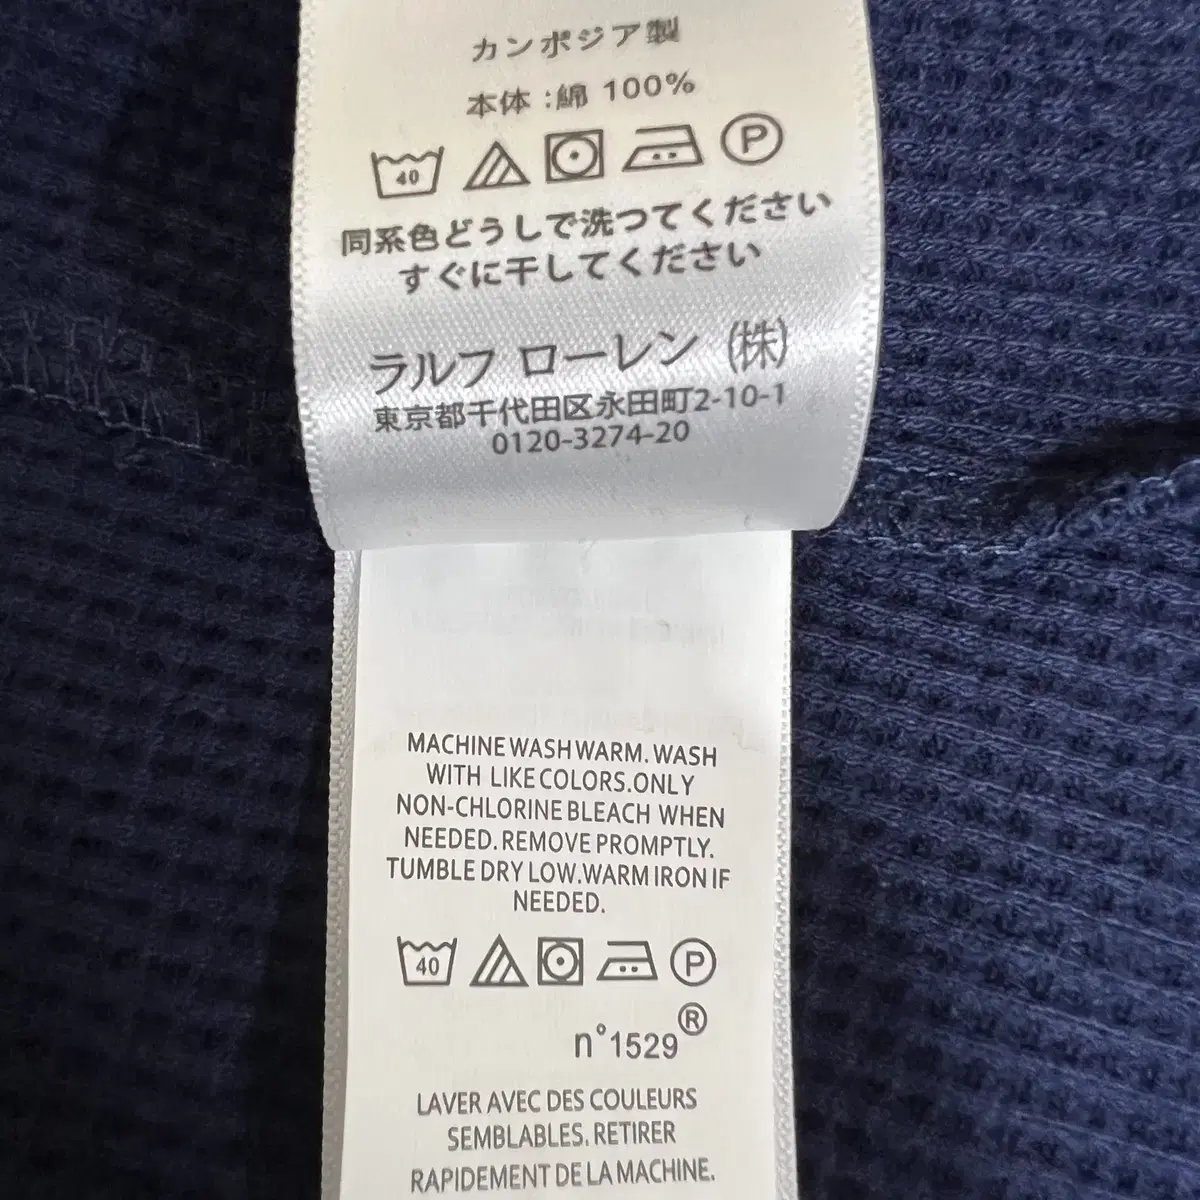 カンボジア製
本体：綿 100%
40
P
同系色どうしで洗つてください
すぐに干してください
ラルフ ローレン（株）
東京都千代田区永田町2-10-1
0120-3274-20
MACHINE WASH WARM. WASH
WITH LIKE COLORS. ONLY
NON-CHLORINE BLEACH WHEN
NEEDED. REMOVE PROMPTLY.
TUMBLE DRY LOW. WARM IRON IF
NEEDED.
40
P
n°1529®
LAVER AVEC DES COULEURS
SEMBLABLES. RETIRER
RAPIDEMENT DE LA MACHINE.